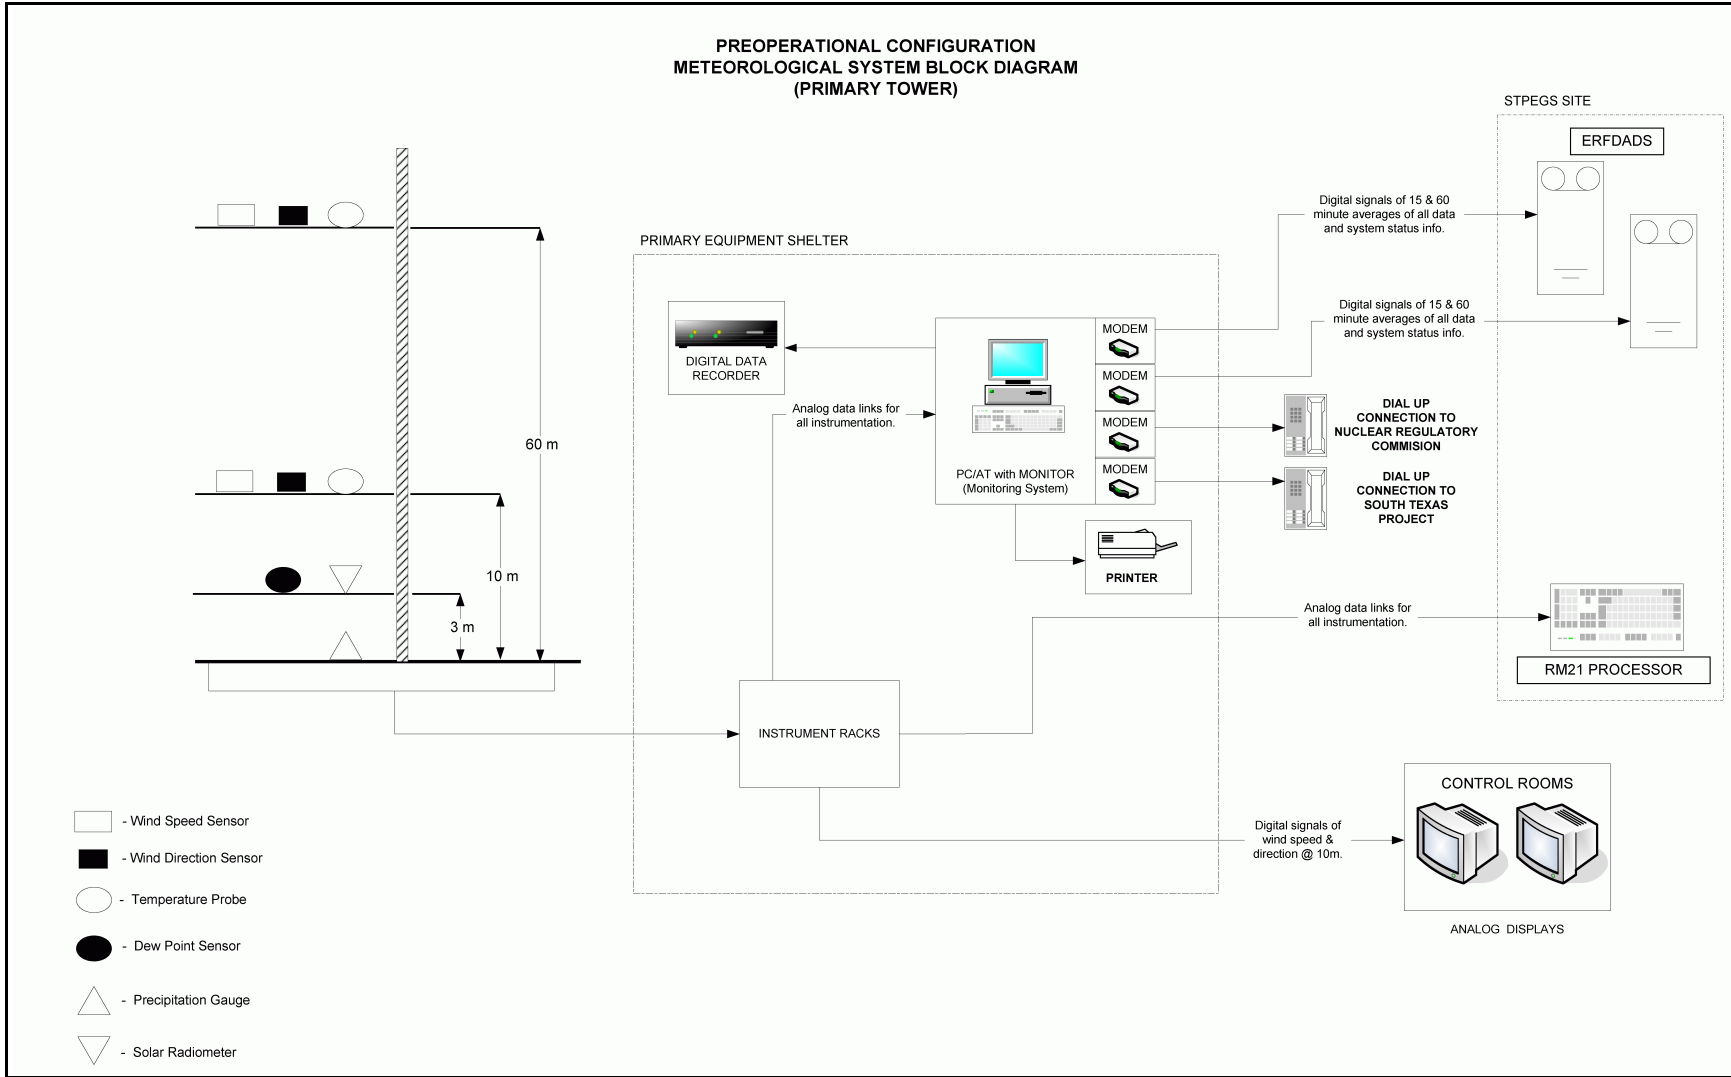 PREOPERATIONAL CONFIGURATION
METEOROLOGICAL SYSTEM BLOCK DIAGRAM
(PRIMARY TOWER)
STPEGS SITE
ERFDADS
Digital signals of 15 & 60
minute averages of all data
and system status info.
PRIMARY EQUIPMENT SHELTER
Digital signals of 15 & 60
minute averages of all data
and system status info.
MODEM
DIGITAL DATA
RECORDER
MODEM
Analog data links for
all instrumentation.
MODEM
DIAL UP
CONNECTION TO
NUCLEAR REGULATORY
COMMISION
60 m
MODEM
PC/AT with MONITOR
(Monitoring System)
DIAL UP
CONNECTION TO
SOUTH TEXAS
PROJECT
10 m
PRINTER
3 m
Analog data links for
all instrumentation.
RM21 PROCESSOR
INSTRUMENT RACKS
CONTROL ROOMS
Digital signals of
wind speed &
direction @ 10m.
ANALOG DISPLAYS
- Wind Speed Sensor
- Wind Direction Sensor
- Temperature Probe
- Dew Point Sensor
- Precipitation Gauge
- Solar Radiometer